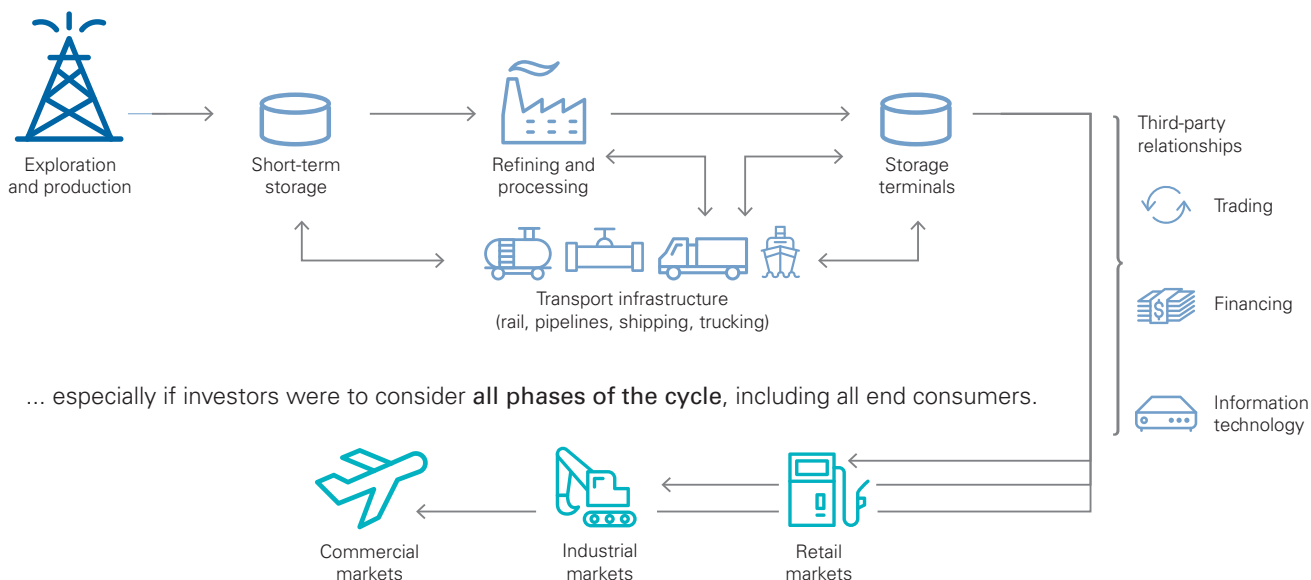 Exploration
and production
Short-term
storage
Refining and
processing
Storage
terminals
Transport infrastructure
(rail, pipelines, shipping, trucking)
Third-party
relationships
Trading
$
Financing
Information
technology
... especially if investors were to consider all phases of the cycle, including all end consumers.
Commercial
markets
Industrial
markets
Retail
markets